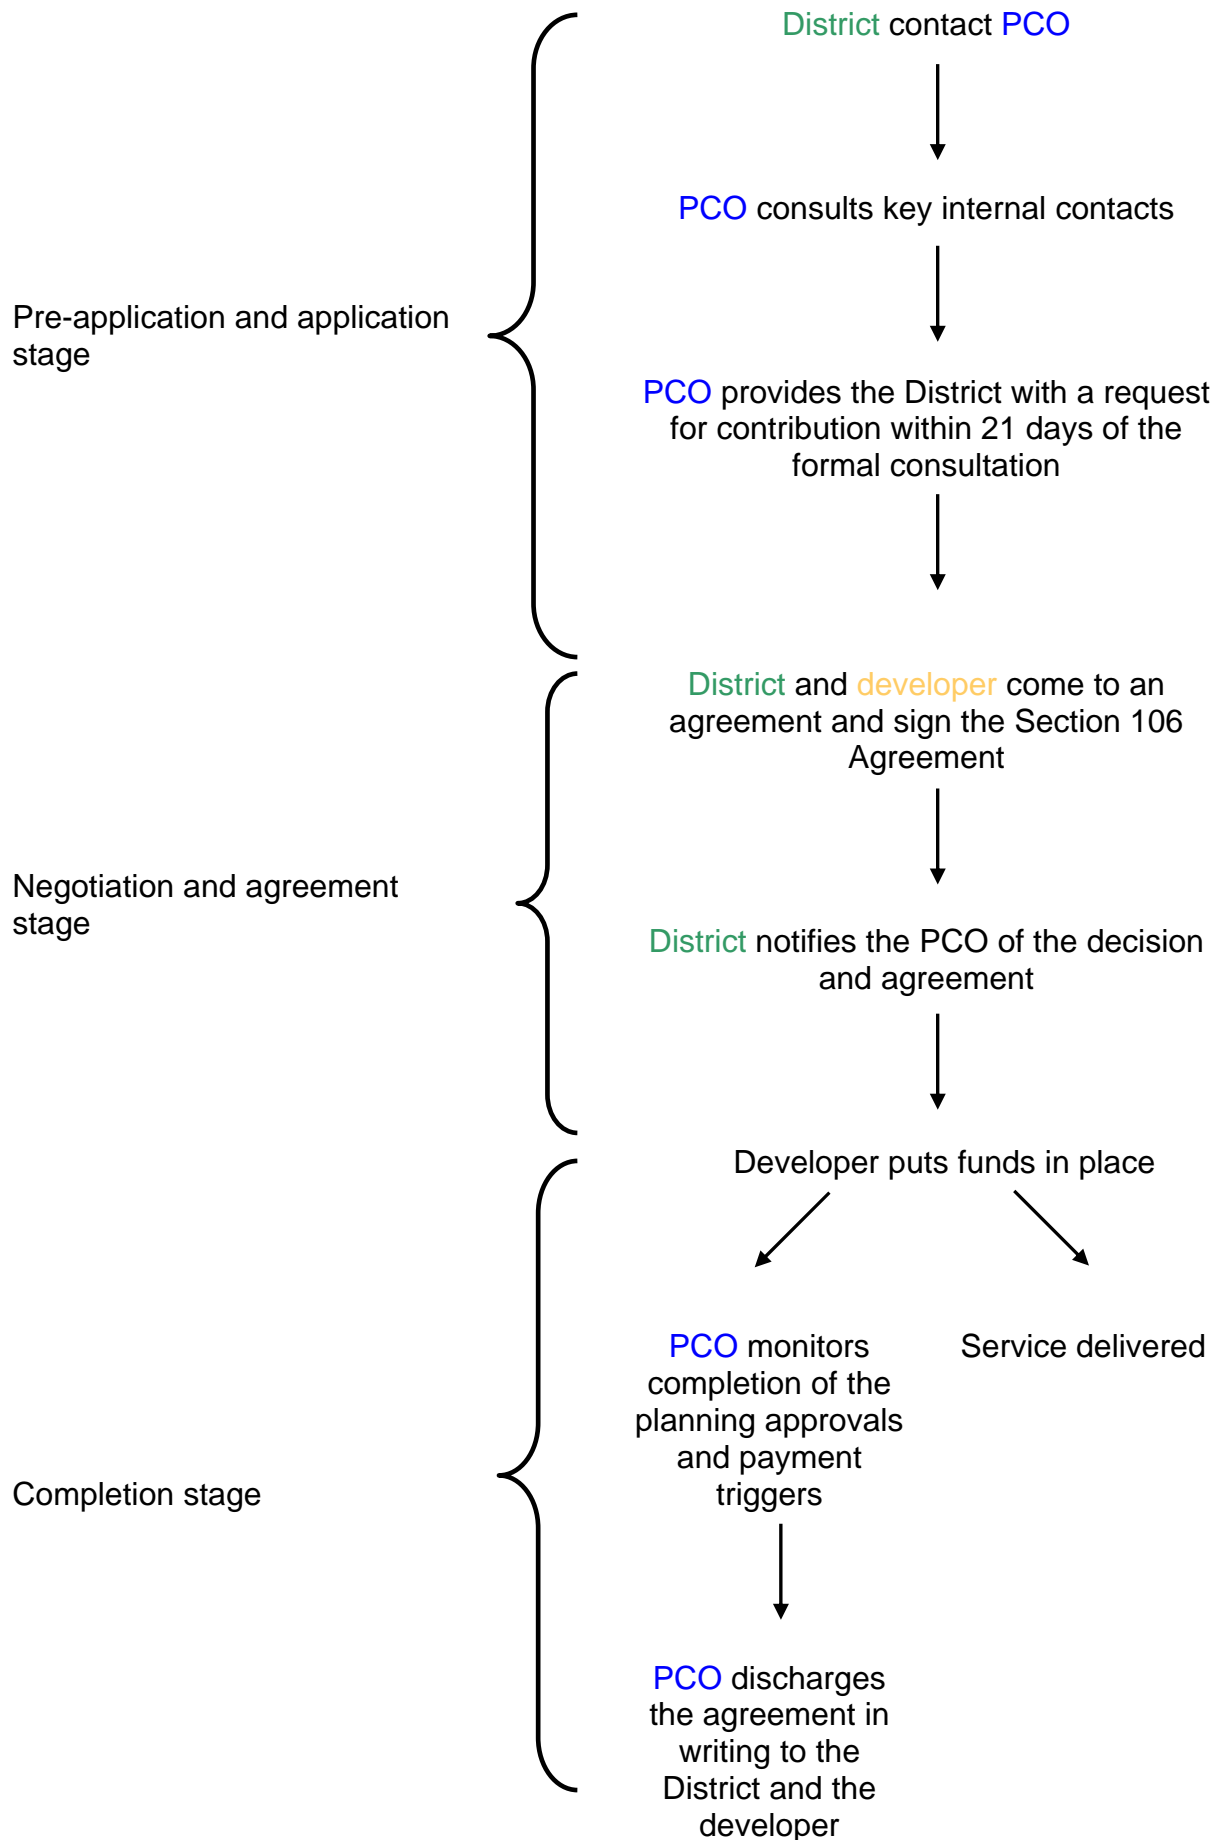 District contact PCO
PCO consults key internal contacts
Pre-application and application
stage
PCO provides the District with a request
for contribution within 21 days of the
formal consultation
District and developer come to an
agreement and sign the Section 106
Agreement
Negotiation and agreement
stage
District notifies the PCO of the decision
and agreement
Developer puts funds in place
PCO monitors
completion of the
planning approvals
and payment
triggers
Service delivered
Completion stage
PCO discharges
the agreement in
writing to the
District and the
developer